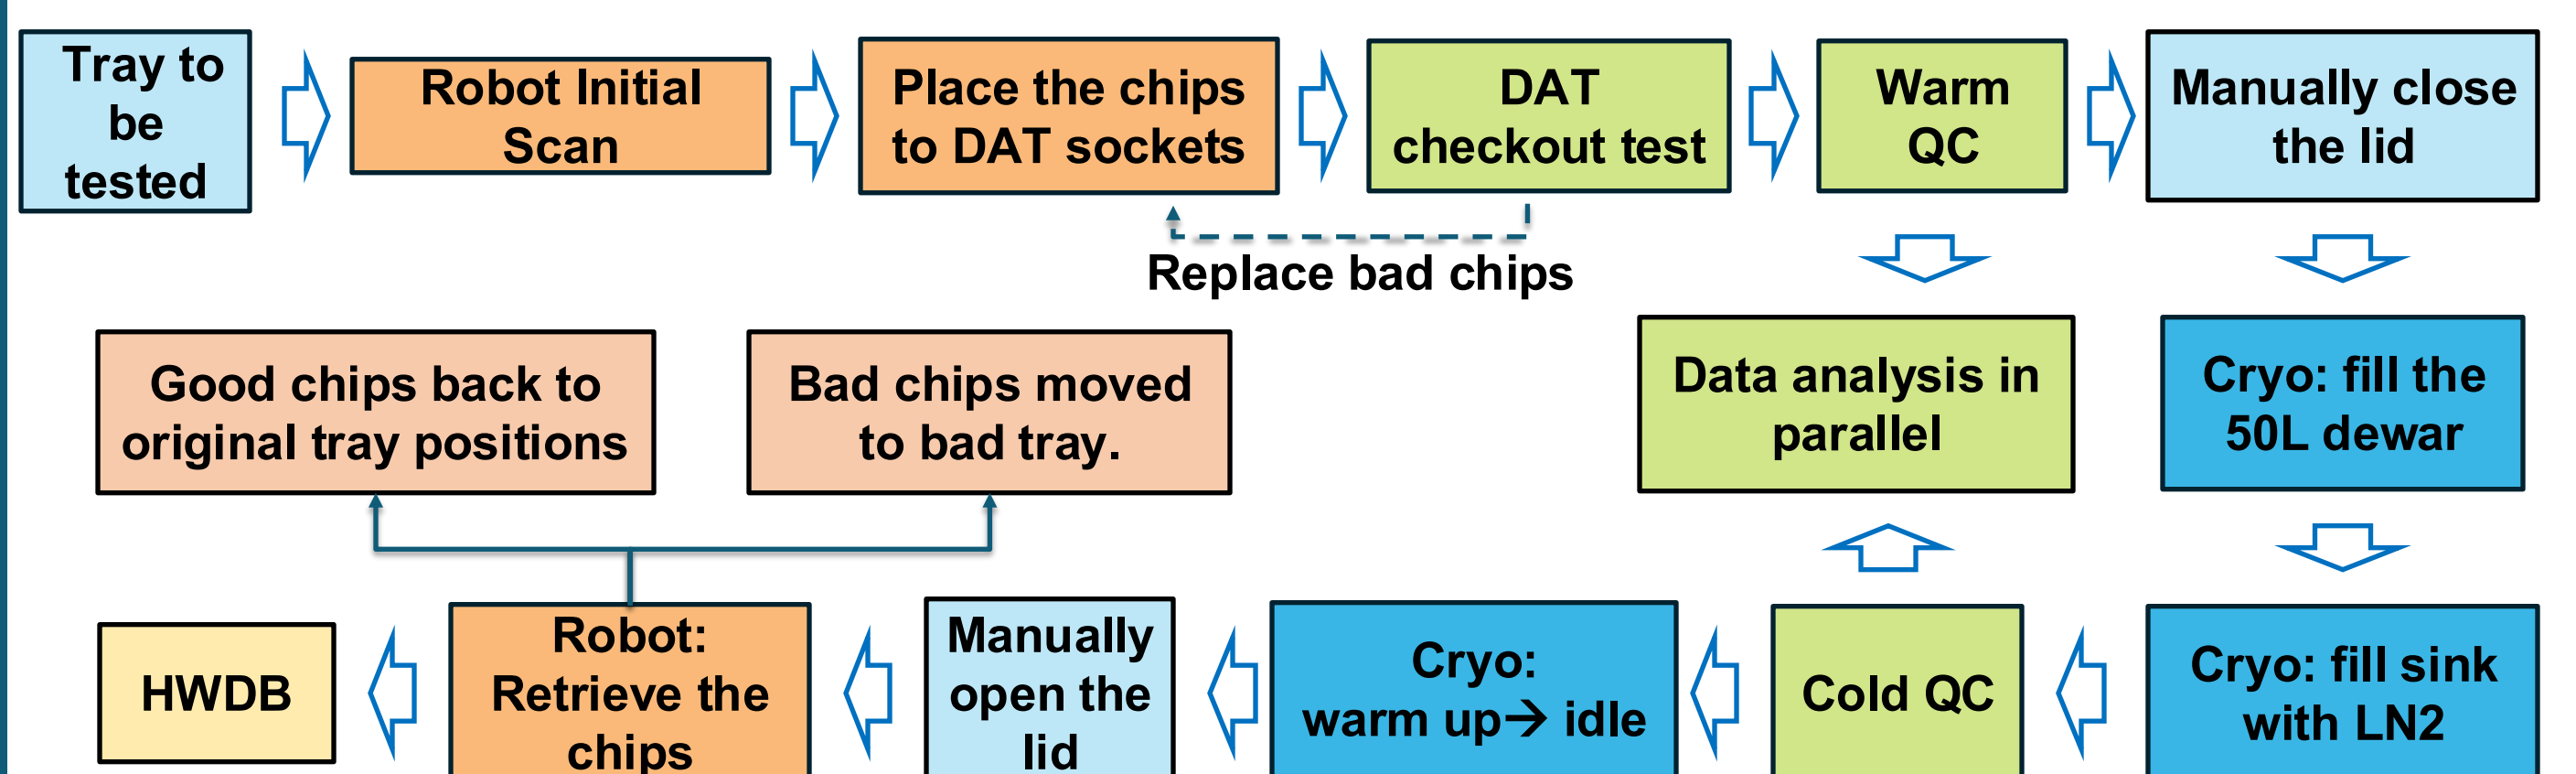 Tray to
be
tested
Robot Initial
Scan
Place the chips
to DAT sockets
DAT
checkout test
Warm
QC
Manually close
the lid
Replace bad chips
Good chips back to
original tray positions
Bad chips moved
to bad tray.
Data analysis in
parallel
Cryo: fill the
50L dewar
HWDB
Robot:
Retrieve the
chips
Manually
open the
lid
Cryo:
warm up→ idle
Cold QC
Cryo: fill sink
with LN2